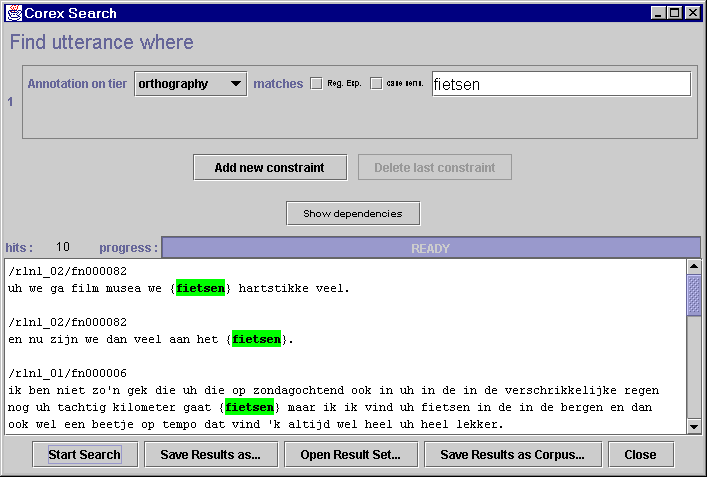 Corex Search
Find utterance where
1 Annotation on tier orthography matches Reg. Exp. case sens. fietsen
Add new constraint Delete last constraint
Show dependencies
hits : 10 progress : READY
/rlnl_02/fn000082
uh we ga film musea we {fietsen} hartstikke veel.
/rlnl_02/fn000082
en nu zijn we dan veel aan het {fietsen}.
/rlnl_01/fn000006
ik ben niet zo'n gek die uh die op zondagochtend ook in uh in de in de verschrikkelijke regen
nog uh tachtig kilometer gaat {fietsen} maar ik ik vind uh fietsen in de in de bergen en dan
ook wel een beetje op tempo dat vind 'k altijd wel heel uh heel lekker.
Start Search Save Results as... Open Result Set... Save Results as Corpus... Close